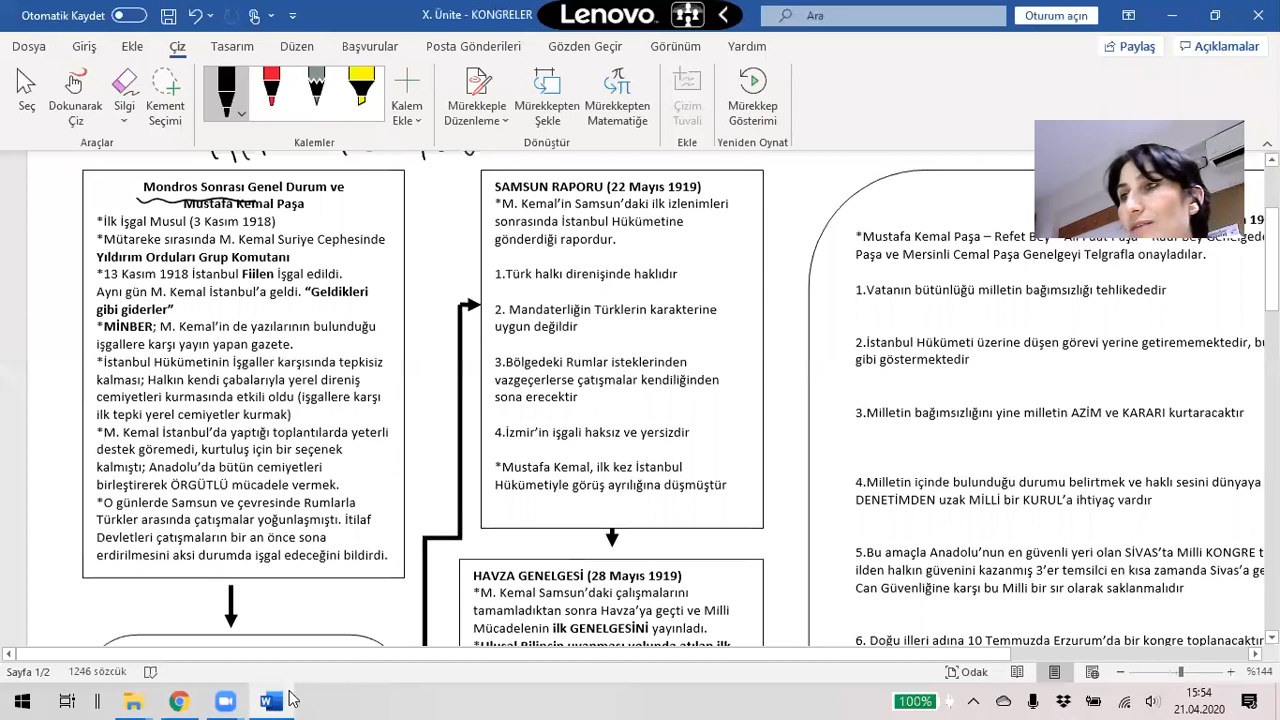 X. Ünite - KONGRELER
Lenovo
Ara
Oturum açın
Dosya
Giriş
Ekle
Çiz
Tasarım
Düzen
Başvurular
Posta Gönderileri
Gözden Geçir
Görünüm
Yardım
Paylaş
Açıklamalar
Seç
Dokunarak Çiz
Silgi
Kement Seçimi
Kalem Ekle
Mürekkeple Düzenleme
Mürekkepten Şekle
Mürekkepten Matematiğe
Çizim Tuvali
Mürekkep Gösterimi
Araçlar
Kalemler
Dönüştür
Ekle
Yeniden Oynat
Mondros Sonrası Genel Durum ve
Mustafa Kemal Paşa
*İlk İşgal Musul (3 Kasım 1918)
*Mütareke sırasında M. Kemal Suriye Cephesinde
Yıldırım Orduları Grup Komutanı
*13 Kasım 1918 İstanbul Fiilen İşgal edildi.
Aynı gün M. Kemal İstanbul’a geldi. “Geldikleri
gibi giderler”
*MİNBER; M. Kemal’in de yazılarının bulunduğu
işgallere karşı yayın yapan gazete.
*İstanbul Hükümetinin İşgaller karşısında tepkisiz
kalması; Halkın kendi çabalarıyla yerel direniş
cemiyetleri kurmasında etkili oldu (işgallere karşı
ilk tepki yerel cemiyetler kurmak)
*M. Kemal İstanbul’da yaptığı toplantılarda yeterli
destek göremedi, kurtuluş için bir seçenek
kalmıştı; Anadolu’da bütün cemiyetleri
birleştirerek ÖRGÜTLÜ mücadele vermek.
*O günlerde Samsun ve çevresinde Rumlarla
Türkler arasında çatışmalar yoğunlaşmıştı. İtilaf
Devletleri çatışmaların bir an önce sona
erdirilmesini aksi durumda işgal edeceğini bildirdi.
SAMSUN RAPORU (22 Mayıs 1919)
*M. Kemal’in Samsun’daki ilk izlenimleri
sonrasında İstanbul Hükümetine
gönderdiği rapordur.
1.Türk halkı direnişinde haklıdır
2. Mandaterliğin Türklerin karakterine
uygun değildir
3.Bölgedeki Rumlar isteklerinden
vazgeçerlerse çatışmalar kendiliğinden
sona erecektir
4.İzmir’in işgali haksız ve yersizdir
*Mustafa Kemal, ilk kez İstanbul
Hükümetiyle görüş ayrılığına düşmüştür
HAVZA GENELGESİ (28 Mayıs 1919)
*M. Kemal Samsun’daki çalışmalarını
tamamladıktan sonra Havza’ya geçti ve Milli
Mücadelenin ilk GENELGESİNİ yayınladı.
*Ulusal Bilincin uyanması yolunda atılan ilk
*Mustafa Kemal Paşa – Refet Bey
Paşa ve Mersinli Cemal Paşa Genelgeyi Telgrafla onayladılar.
1.Vatanın bütünlüğü milletin bağımsızlığı tehlikededir
2.İstanbul Hükümeti üzerine düşen görevi yerine getirememektedir, bu
gibi göstermektedir
3.Milletin bağımsızlığını yine milletin AZİM ve KARARI kurtaracaktır
4.Milletin içinde bulunduğu durumu belirtmek ve haklı sesini dünyaya
DENETİMDEN uzak MİLLİ bir KURUL’a ihtiyaç vardır
5.Bu amaçla Anadolu’nun en güvenli yeri olan SİVAS’ta Milli KONGRE t
ilden halkın güvenini kazanmış 3’er temsilci en kısa zamanda Sivas’a ge
Can Güvenliğine karşı bu Milli bir sır olarak saklanmalıdır
6. Doğu illeri adına 10 Temmuzda Erzurum’da bir kongre toplanacaktır
Sayfa 1/2
1246 sözcük
Odak
%144
100%
15:54
21.04.2020